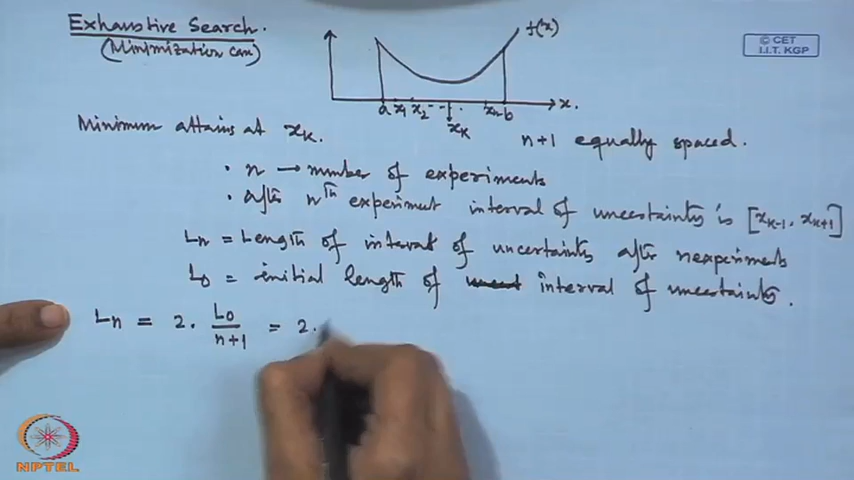 Exhaustive Search.
(Minimization case)
f(x)
© CET
I.I.T. KGP
a x₁ x₂ --- xₙ b x.
xₖ
Minimum attains at xₖ.
n+1 equally spaced.
· n → number of experiments
· after nᵗʰ experiment interval of uncertainty is [xₖ₋₁, xₖ₊₁]
Lₙ = Length of interval of uncertainty after n experiments
L₀ = initial length of interval of uncertainty.
Lₙ = 2. L₀/(n+1) = 2.
NPTEL